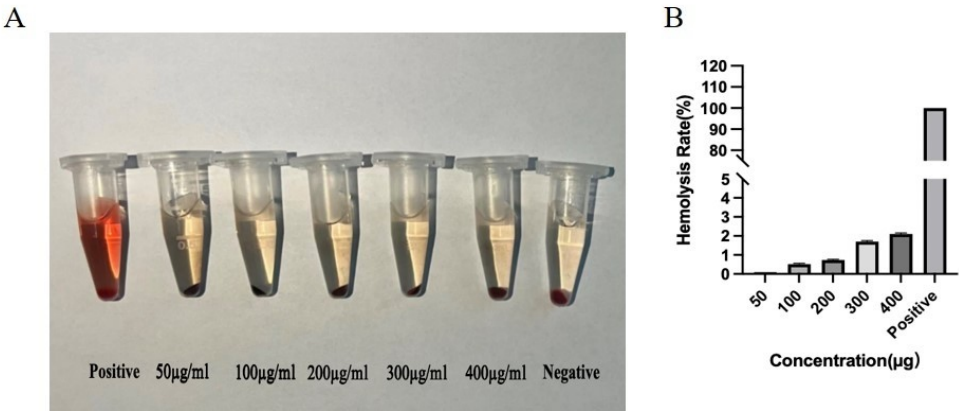 A
Positive 50μg/ml 100μg/ml 200μg/ml 300μg/ml 400μg/ml Negative
B
Hemolysis Rate(%)
120
110
100
90
80
5
4
3
2
1
0
50 100 200 300 400 Positive
Concentration(μg)